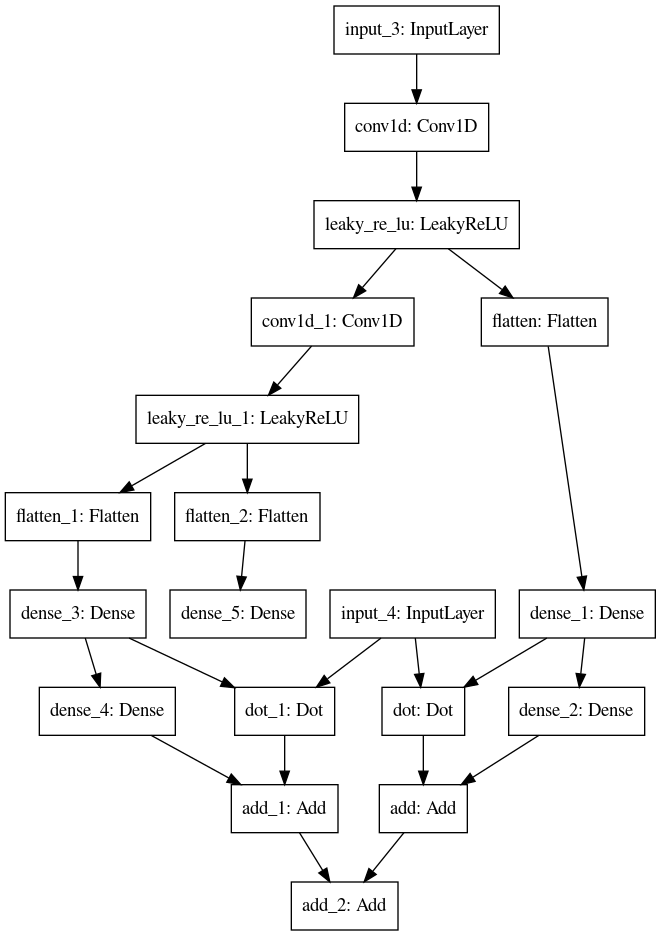 input_3: InputLayer
conv1d: Conv1D
leaky_re_lu: LeakyReLU
conv1d_1: Conv1D
flatten: Flatten
leaky_re_lu_1: LeakyReLU
flatten_1: Flatten
flatten_2: Flatten
dense_3: Dense
dense_5: Dense
input_4: InputLayer
dense_1: Dense
dense_4: Dense
dot_1: Dot
dot: Dot
dense_2: Dense
add_1: Add
add: Add
add_2: Add